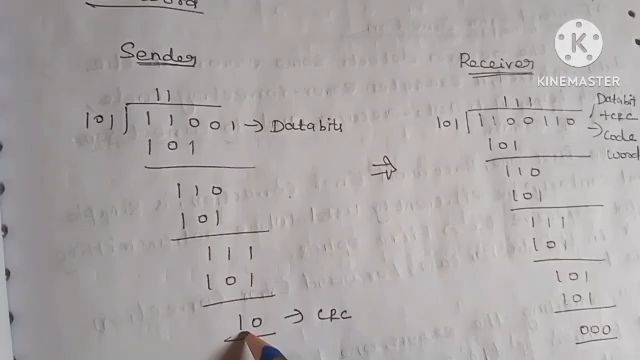 Sender
11
101 11001 → Databits
101
110
101
111
101
10 → CRC
⇒
Receiver
111
101 1100110 → Databit + CRC Code word
101
110
101
111
101
101
101
000
KINEMASTER